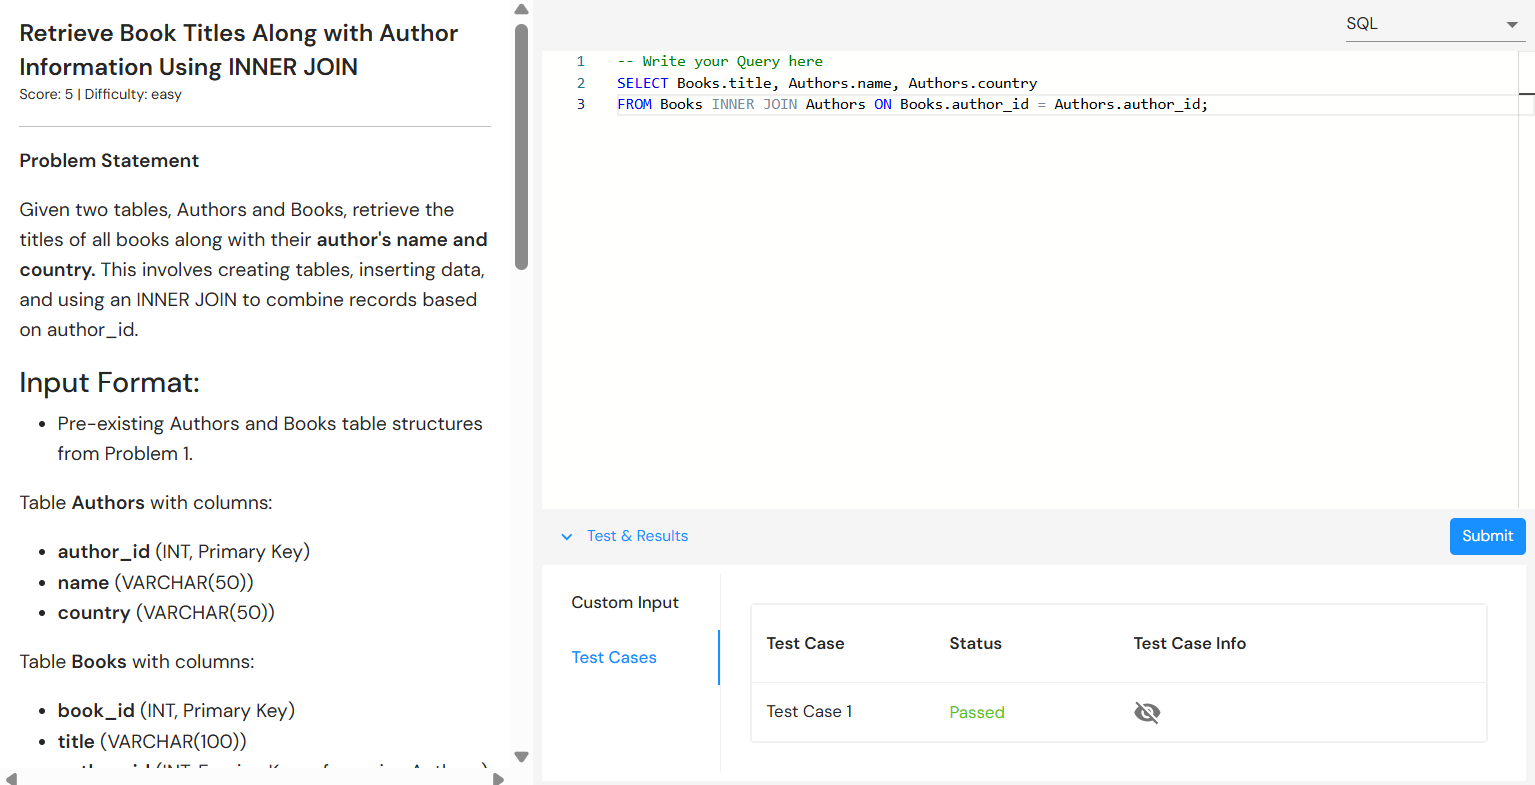 Retrieve Book Titles Along with Author
Information Using INNER JOIN
Score: 5 | Difficulty: easy
Problem Statement
Given two tables, Authors and Books, retrieve the
titles of all books along with their author's name and
country. This involves creating tables, inserting data,
and using an INNER JOIN to combine records based
on author_id.
Input Format:
• Pre-existing Authors and Books table structures
from Problem 1.
Table Authors with columns:
• author_id (INT, Primary Key)
• name (VARCHAR(50))
• country (VARCHAR(50))
Table Books with columns:
• book_id (INT, Primary Key)
• title (VARCHAR(100))
SQL
1 -- Write your Query here
2 SELECT Books.title, Authors.name, Authors.country
3 FROM Books INNER JOIN Authors ON Books.author_id = Authors.author_id;
Test & Results
Submit
Custom Input
Test Cases
Test Case Status Test Case Info
Test Case 1 Passed